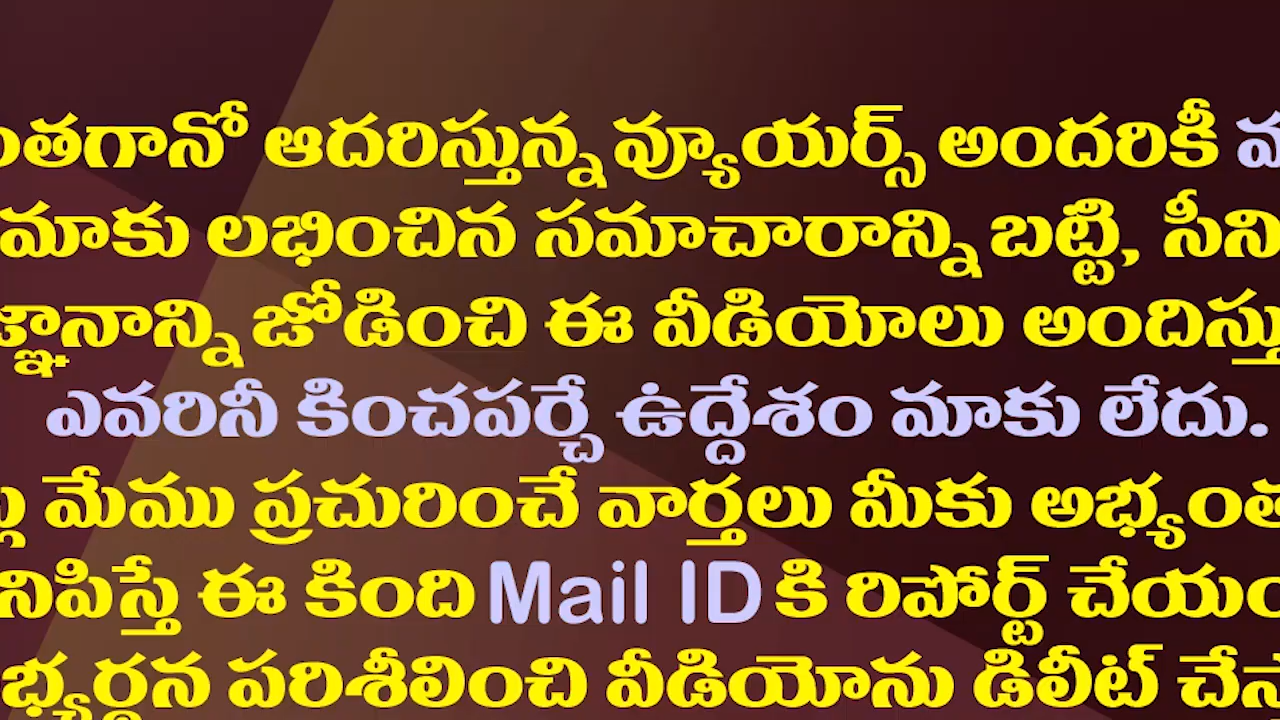 ంతగానో ఆదరిస్తున్న వ్యూయర్స్ అందరికీ
మాకు లభించిన సమాచారాన్ని బట్టి, సీని
జ్ఞానాన్ని జోడించి ఈ వీడియోలు అందిస్తు
ఎవరినీ కించపర్చే ఉద్దేశం మాకు లేదు.
మేము ప్రచురించే వార్తలు మీకు అభ్యంత
నిపిస్తే ఈ కింది Mail ID కి రిపోర్ట్ చేయం
భ్యర్థన పరిశీలించి వీడియోను డిలీట్ చేస